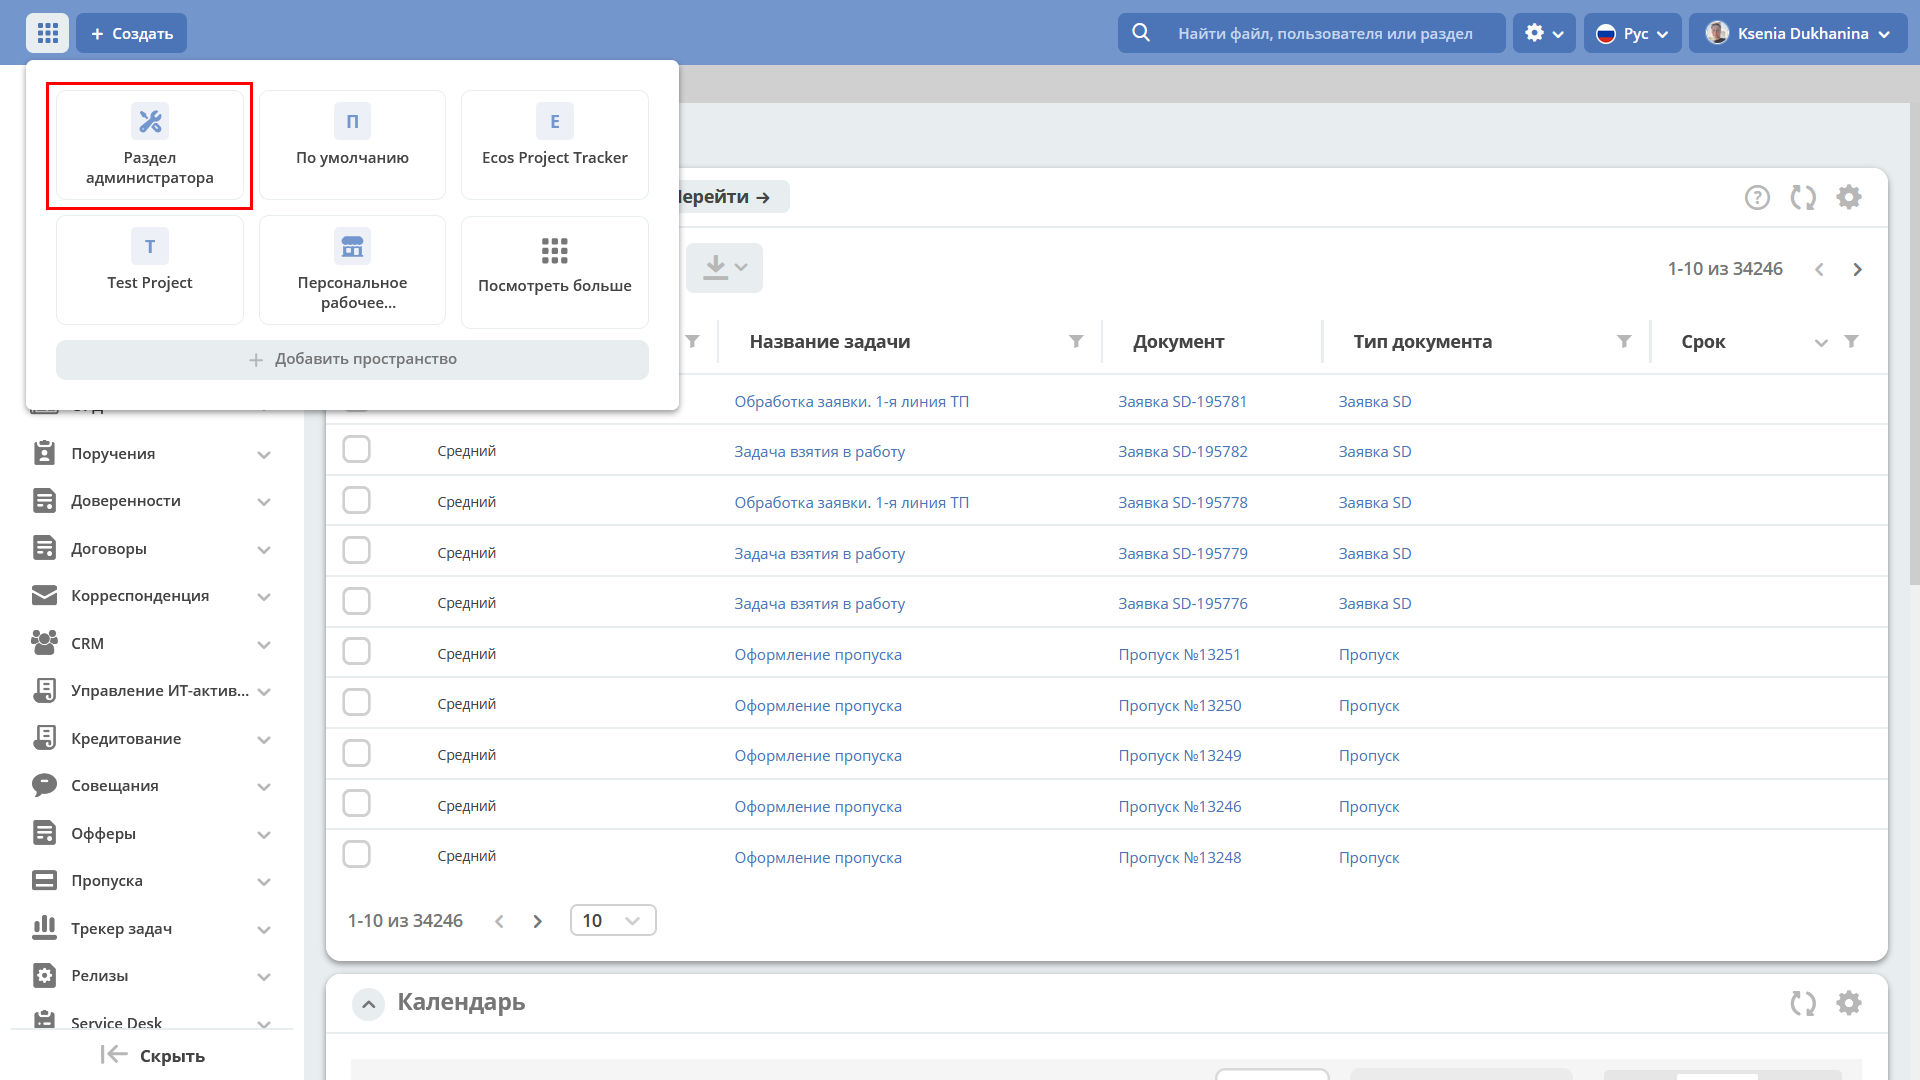 Создать
Найти файл, пользователя или раздел
Рус
Ksenia Dukhanina
Раздел администратора
П
По умолчанию
E
Ecos Project Tracker
T
Test Project
Персональное рабочее...
Посмотреть больше
Добавить пространство
Перейти →
1-10 из 34246
Название задачи
Документ
Тип документа
Срок
Обработка заявки. 1-я линия ТП
Заявка SD-195781
Заявка SD
Средний
Задача взятия в работу
Заявка SD-195782
Заявка SD
Средний
Обработка заявки. 1-я линия ТП
Заявка SD-195778
Заявка SD
Средний
Задача взятия в работу
Заявка SD-195779
Заявка SD
Средний
Задача взятия в работу
Заявка SD-195776
Заявка SD
Средний
Оформление пропуска
Пропуск №13251
Пропуск
Средний
Оформление пропуска
Пропуск №13250
Пропуск
Средний
Оформление пропуска
Пропуск №13249
Пропуск
Средний
Оформление пропуска
Пропуск №13246
Пропуск
Средний
Оформление пропуска
Пропуск №13248
Пропуск
1-10 из 34246
10
Календарь
Поручения
Доверенности
Договоры
Корреспонденция
CRM
Управление ИТ-актив...
Кредитование
Совещания
Офферы
Пропуска
Трекер задач
Релизы
Service Desk
Скрыть